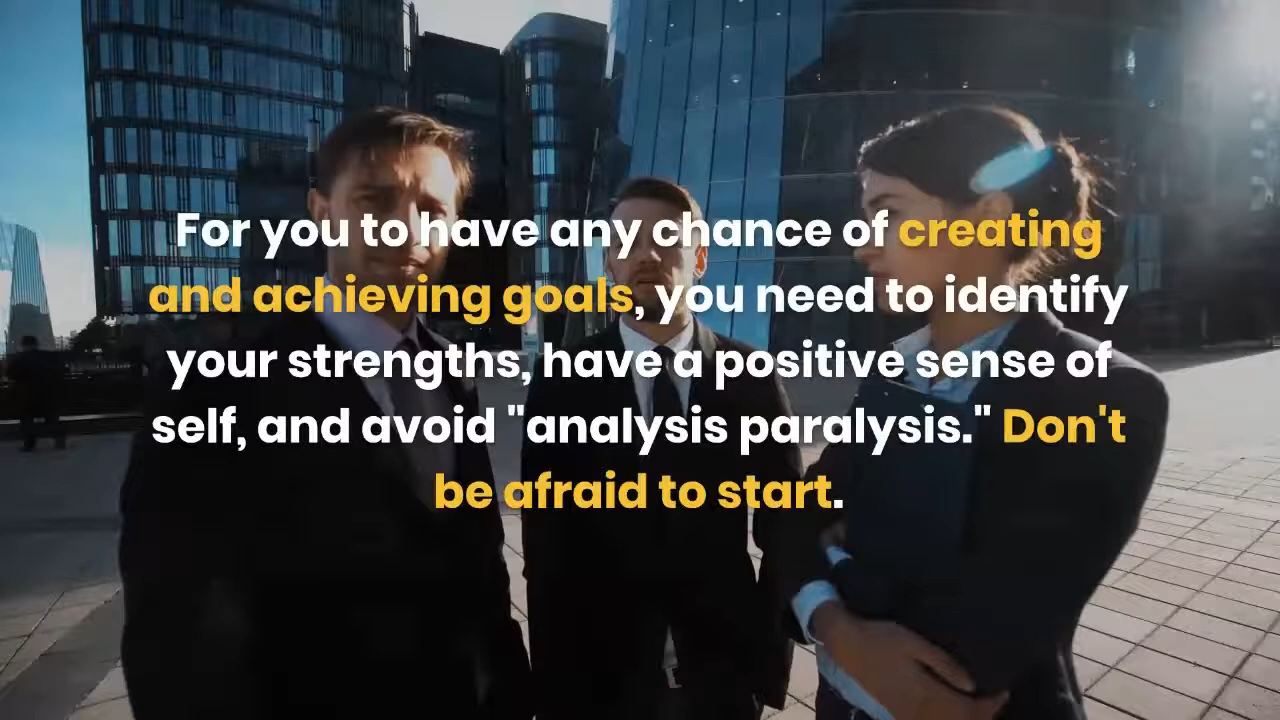 For you to have any chance of creating
and achieving goals, you need to identify
your strengths, have a positive sense of
self, and avoid "analysis paralysis." Don't
be afraid to start.